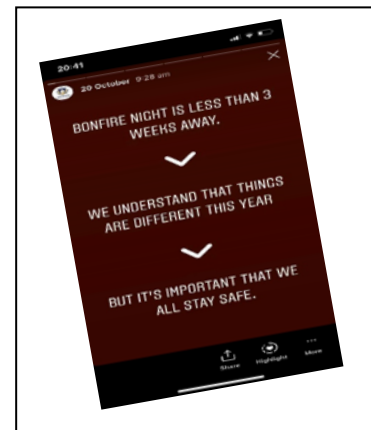 20:41
20 October 9:28 am
BONFIRE NIGHT IS LESS THAN 3
WEEKS AWAY.
WE UNDERSTAND THAT THINGS
ARE DIFFERENT THIS YEAR
BUT IT'S IMPORTANT THAT WE
ALL STAY SAFE.
Share Highlight More